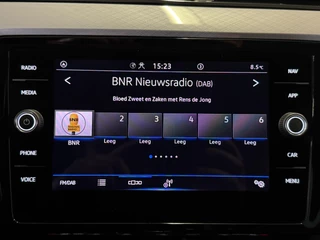 15:23
8.5°C
RADIO
MEDIA
PHONE
VOICE
NAV
APP
CAR
MENU
BNR Nieuwsradio (DAB)
Bloed Zweet en Zaken met Rens de Jong
BNR
2
3
4
5
6
BNR
Leeg
Leeg
Leeg
Leeg
Leeg
FM/DAB